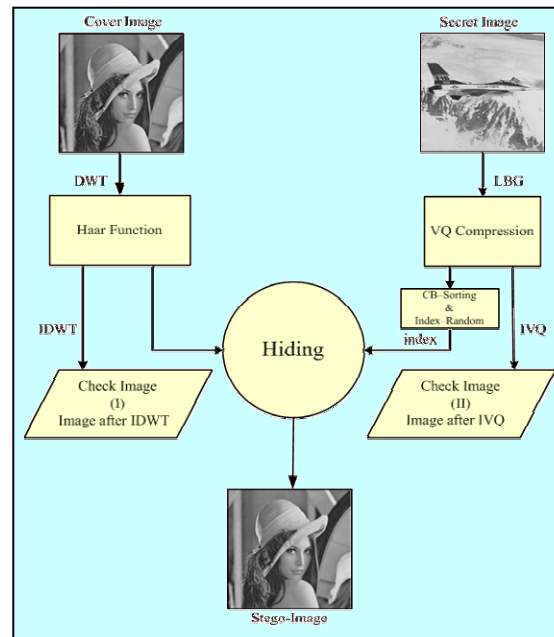 Cover Image
Secret Image
DWT
LBG
Haar Function
VQ Compression
CB-Sorting
&
Index-Random
IDWT
index
IVQ
Hiding
Check Image
(I)
Image after IDWT
Check Image
(II)
Image after IVQ
Stego-Image